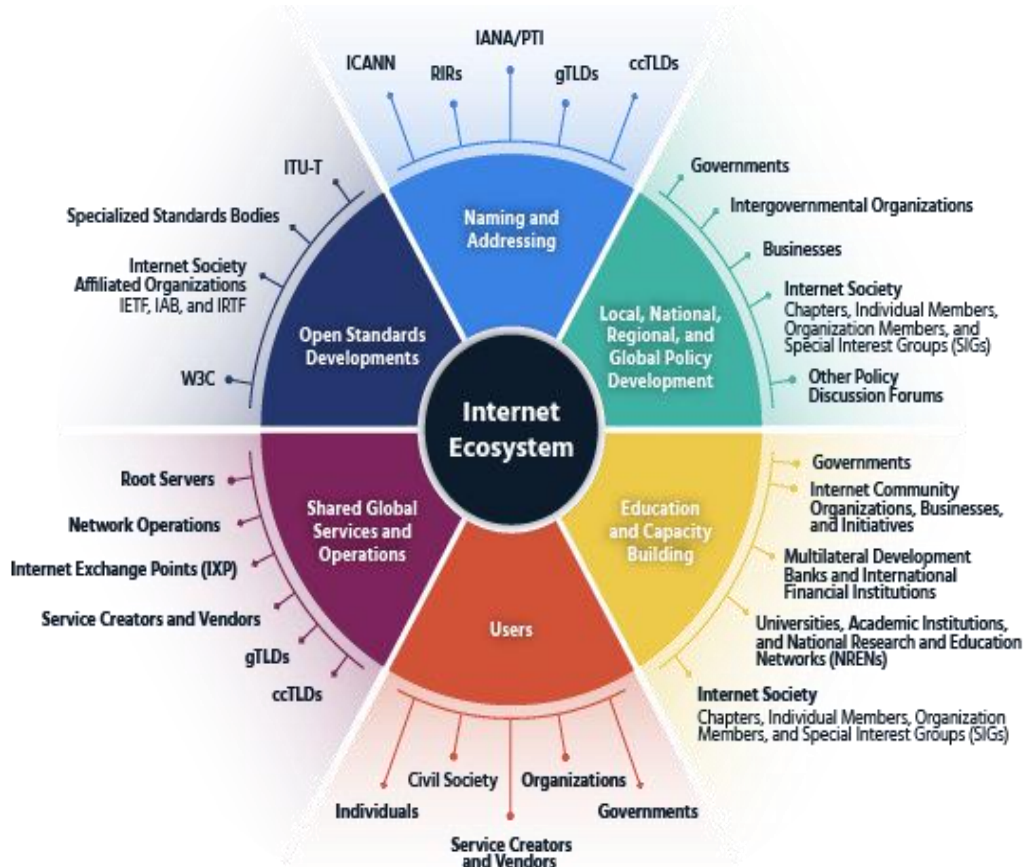 IANA/PTI
ICANN
RIRs
gTLDs
ccTLDs
Naming and
Addressing
Governments
Intergovernmental Organizations
Businesses
Internet Society
Chapters, Individual Members,
Organization Members, and
Special Interest Groups (SIGs)
Other Policy
Discussion Forums
Local, National,
Regional, and
Global Policy
Development
Governments
Internet Community
Organizations, Businesses,
and Initiatives
Multilateral Development
Banks and International
Financial Institutions
Universities, Academic Institutions,
and National Research and Education
Networks (NRENs)
Internet Society
Chapters, Individual Members, Organization
Members, and Special Interest Groups (SIGs)
Education
and Capacity
Building
Users
Individuals
Civil Society
Service Creators
and Vendors
Organizations
Governments
Shared Global
Services and
Operations
Root Servers
Network Operations
Internet Exchange Points (IXP)
Service Creators and Vendors
gTLDs
ccTLDs
Open Standards
Developments
ITU-T
Specialized Standards Bodies
Internet Society
Affiliated Organizations
IETF, IAB, and IRTF
W3C
Internet
Ecosystem